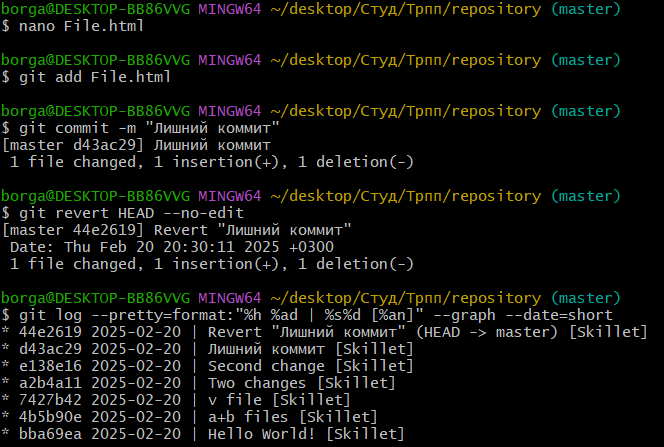 borga@DESKTOP-BB86VVG MINGW64 ~/desktop/Студ/Трпп/repository (master)
$ nano File.html
borga@DESKTOP-BB86VVG MINGW64 ~/desktop/Студ/Трпп/repository (master)
$ git add File.html
borga@DESKTOP-BB86VVG MINGW64 ~/desktop/Студ/Трпп/repository (master)
$ git commit -m "Лишний коммит"
[master d43ac29] Лишний коммит
 1 file changed, 1 insertion(+), 1 deletion(-)
borga@DESKTOP-BB86VVG MINGW64 ~/desktop/Студ/Трпп/repository (master)
$ git revert HEAD --no-edit
[master 44e2619] Revert "Лишний коммит"
 Date: Thu Feb 20 20:30:11 2025 +0300
 1 file changed, 1 insertion(+), 1 deletion(-)
borga@DESKTOP-BB86VVG MINGW64 ~/desktop/Студ/Трпп/repository (master)
$ git log --pretty=format:"%h %ad | %s%d [%an]" --graph --date=short
* 44e2619 2025-02-20 | Revert "Лишний коммит" (HEAD -> master) [Skillet]
* d43ac29 2025-02-20 | Лишний коммит [Skillet]
* e138e16 2025-02-20 | Second change [Skillet]
* a2b4a11 2025-02-20 | Two changes [Skillet]
* 7427b42 2025-02-20 | v file [Skillet]
* 4b5b90e 2025-02-20 | a+b files [Skillet]
* bba69ea 2025-02-20 | Hello World! [Skillet]